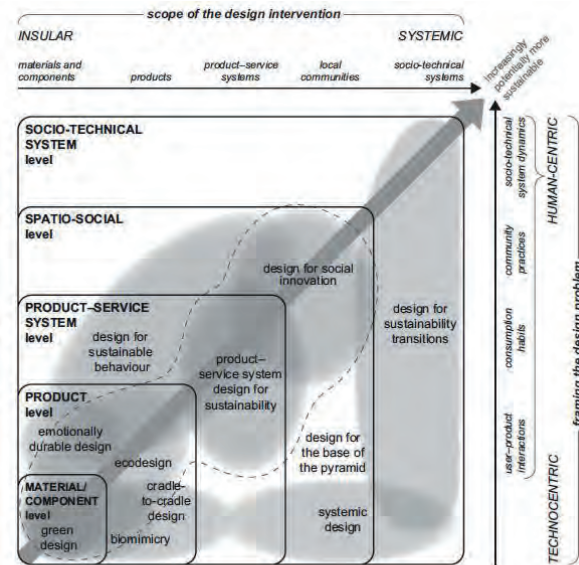 scope of the design intervention
INSULAR
SYSTEMIC
materials and
components
products
product–service
systems
local
communities
socio-technical
systems
increasingly
potentially more
sustainable
SOCIO-TECHNICAL
SYSTEM
level
SPATIO-SOCIAL
level
design for social
innovation
PRODUCT–SERVICE
SYSTEM
level
design for
sustainable
behaviour
design for
sustainability
transitions
product–
service system
design for
sustainability
PRODUCT
level
emotionally
durable design
ecodesign
design for
the base of
the pyramid
MATERIAL/
COMPONENT
level
green
design
cradle-
to-cradle
design
biomimicry
systemic
design
socio-technical
system dynamics
community
practices
consumption
habits
user–product
interactions
HUMAN-CENTRIC
TECHNOCENTRIC
framing the design problem